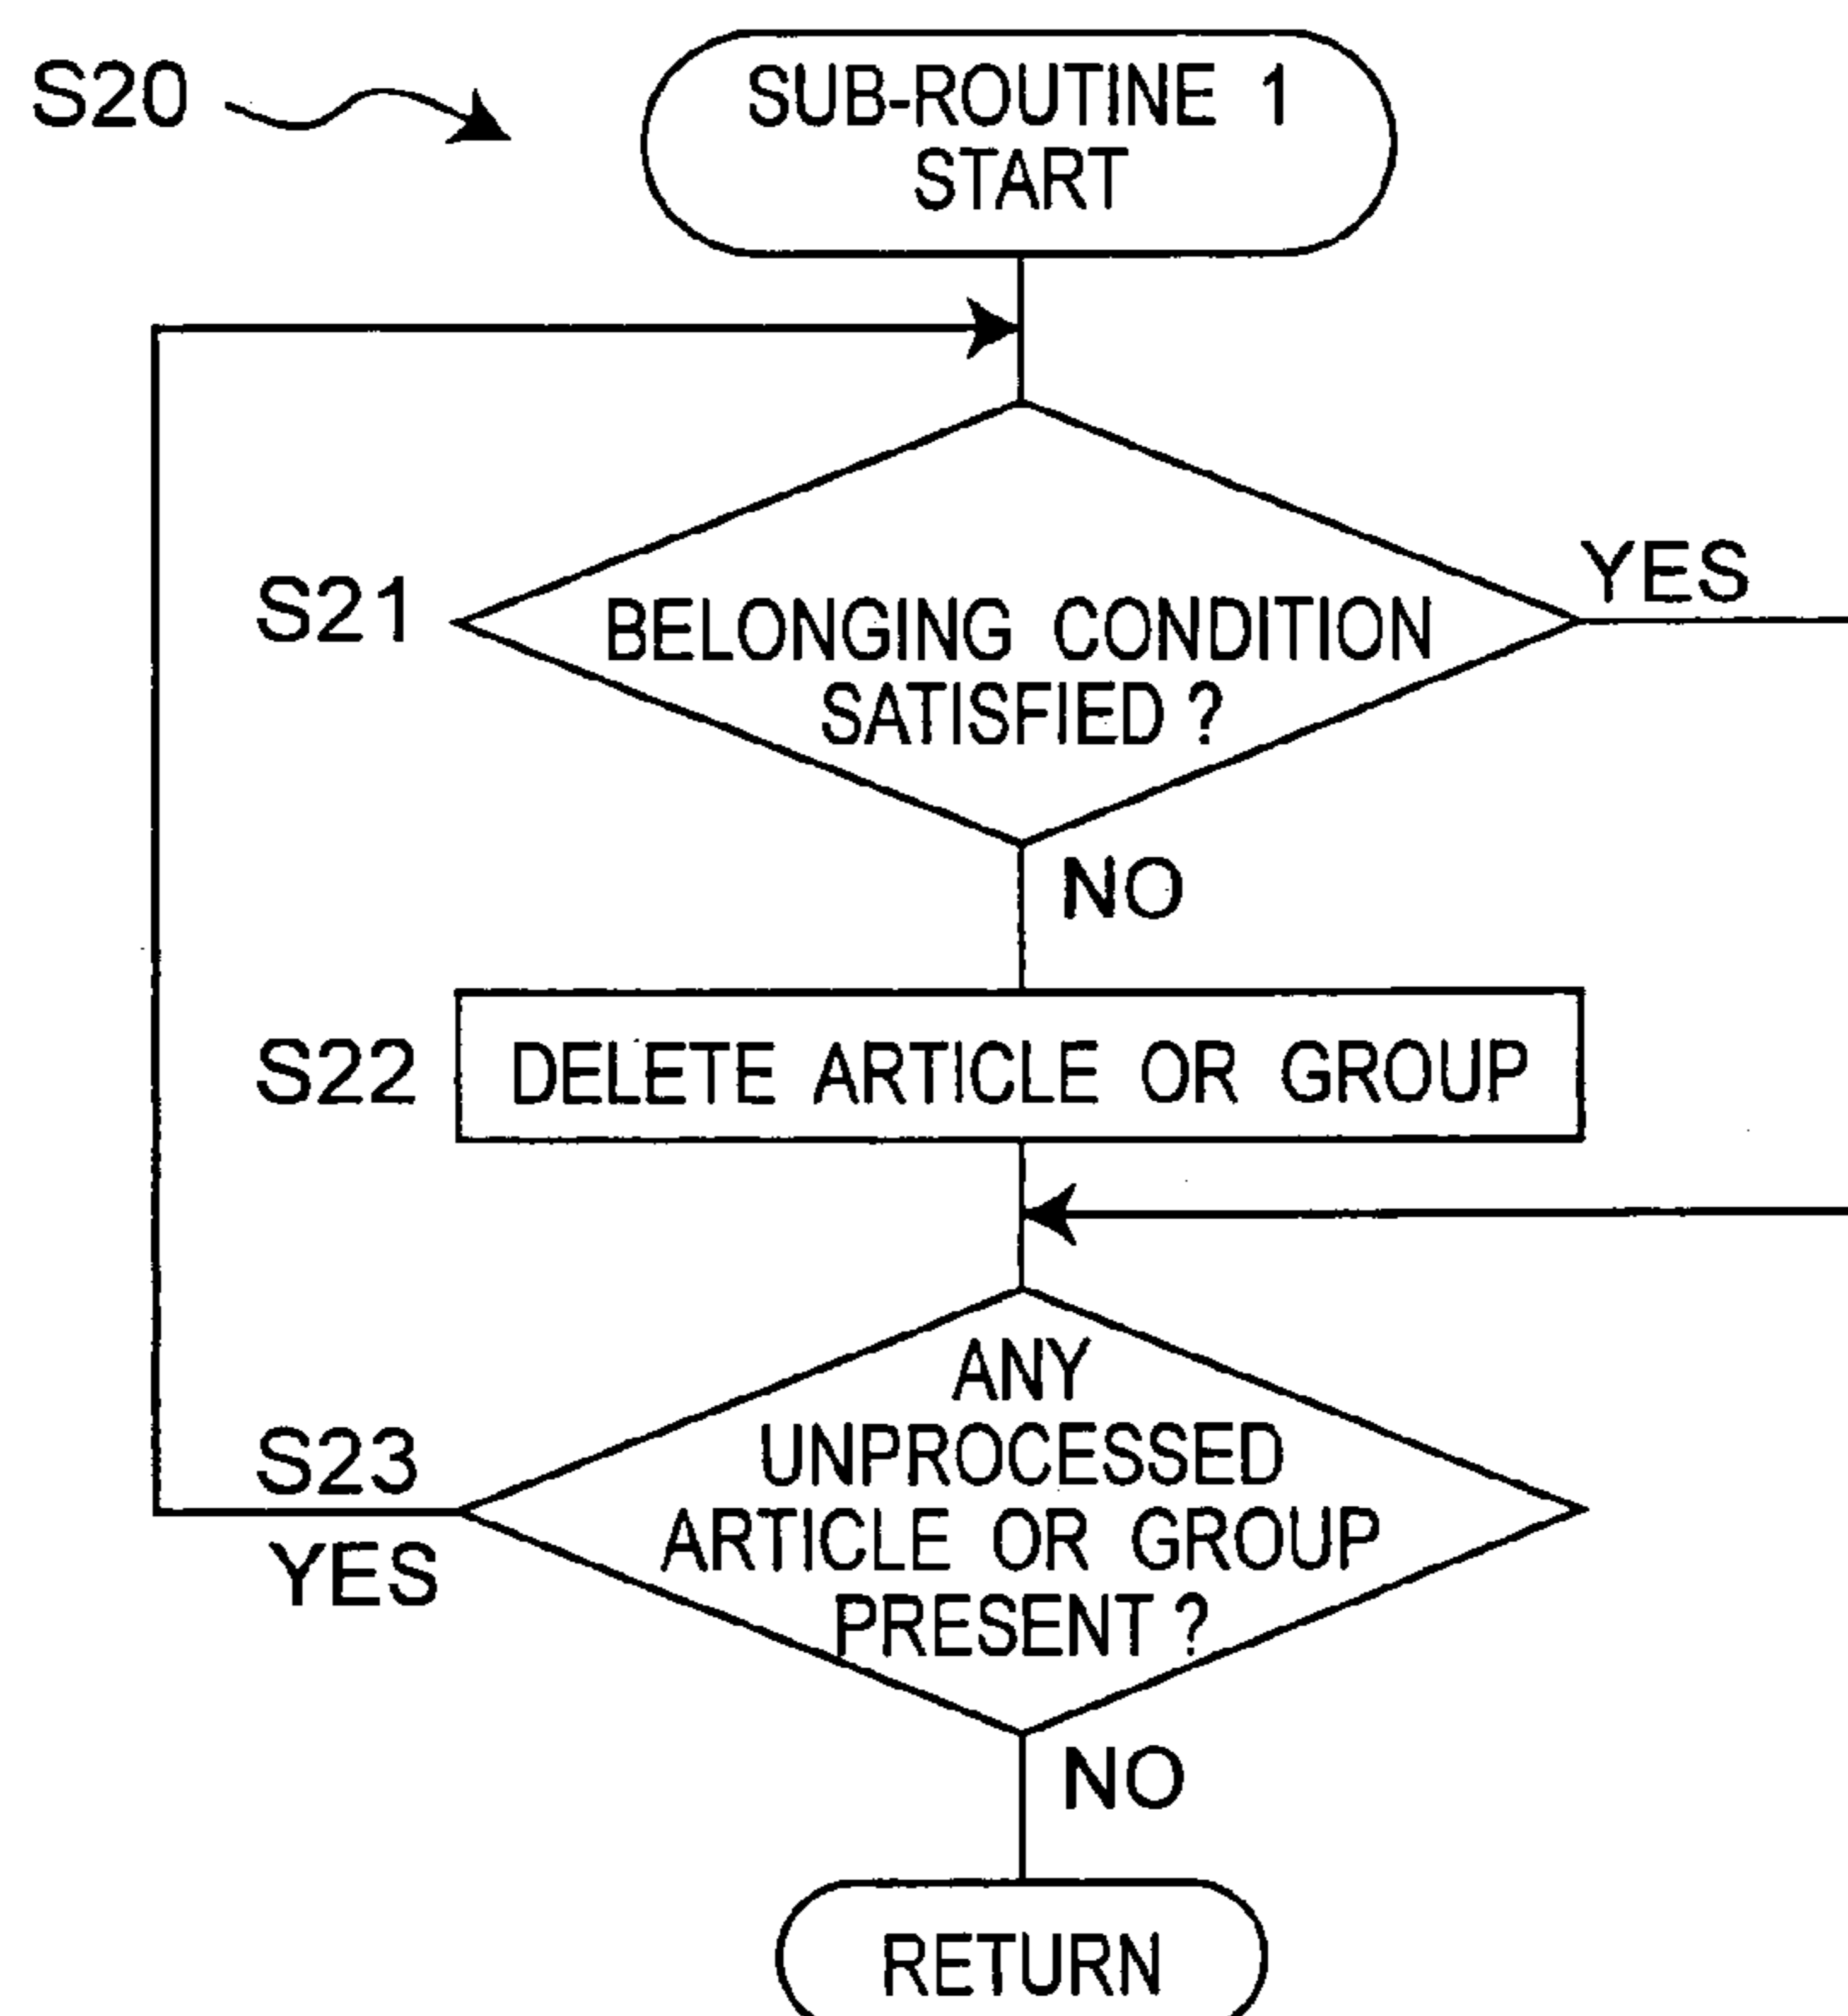 S20
SUB-ROUTINE 1
START
S21
BELONGING CONDITION
SATISFIED ?
YES
NO
S22
DELETE ARTICLE OR GROUP
S23
YES
ANY
UNPROCESSED
ARTICLE OR GROUP
PRESENT ?
NO
RETURN